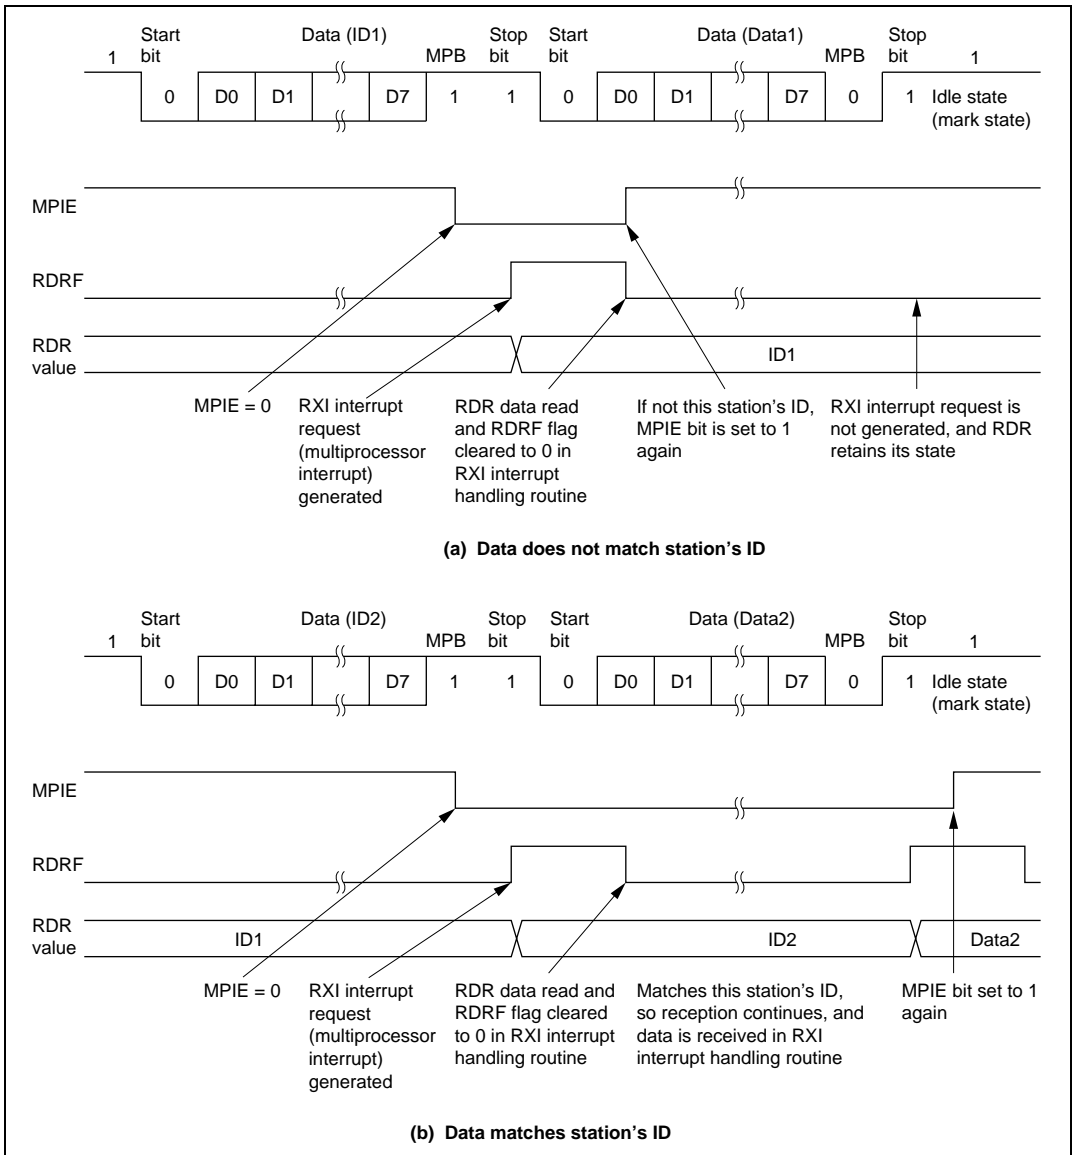 Start Data (ID1) Stop Start Data (Data1) Stop
1 bit MPB bit bit MPB bit 1
0 D0 D1 D7 1 1 0 D0 D1 D7 0 1 Idle state
(mark state)
MPIE
RDRF
RDR
value
ID1
MPIE = 0
RXI interrupt
request
(multiprocessor
interrupt)
generated
RDR data read
and RDRF flag
cleared to 0 in
RXI interrupt
handling routine
If not this station's ID,
MPIE bit is set to 1
again
RXI interrupt request is
not generated, and RDR
retains its state
(a) Data does not match station's ID
Start Data (ID2) Stop Start Data (Data2) Stop
1 bit MPB bit bit MPB bit 1
0 D0 D1 D7 1 1 0 D0 D1 D7 0 1 Idle state
(mark state)
MPIE
RDRF
RDR
value
ID1 ID2 Data2
MPIE = 0
RXI interrupt
request
(multiprocessor
interrupt)
generated
RDR data read and
RDRF flag cleared
to 0 in RXI interrupt
handling routine
Matches this station's ID,
so reception continues, and
data is received in RXI
interrupt handling routine
MPIE bit set to 1
again
(b) Data matches station's ID